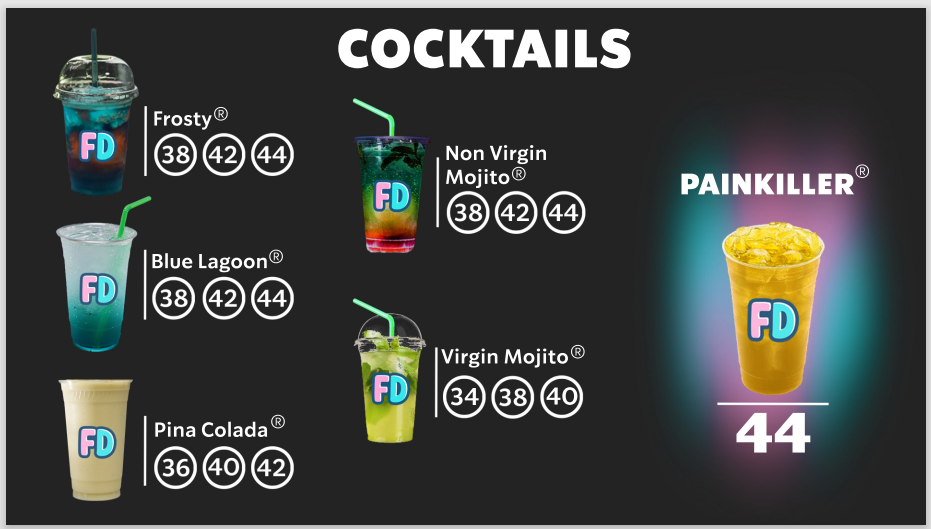 COCKTAILS
FD
Frosty®
38 42 44
FD
Blue Lagoon®
38 42 44
FD
Pina Colada®
36 40 42
FD
Non Virgin
Mojito®
38 42 44
FD
Virgin Mojito®
34 38 40
PAINKILLER®
FD
44